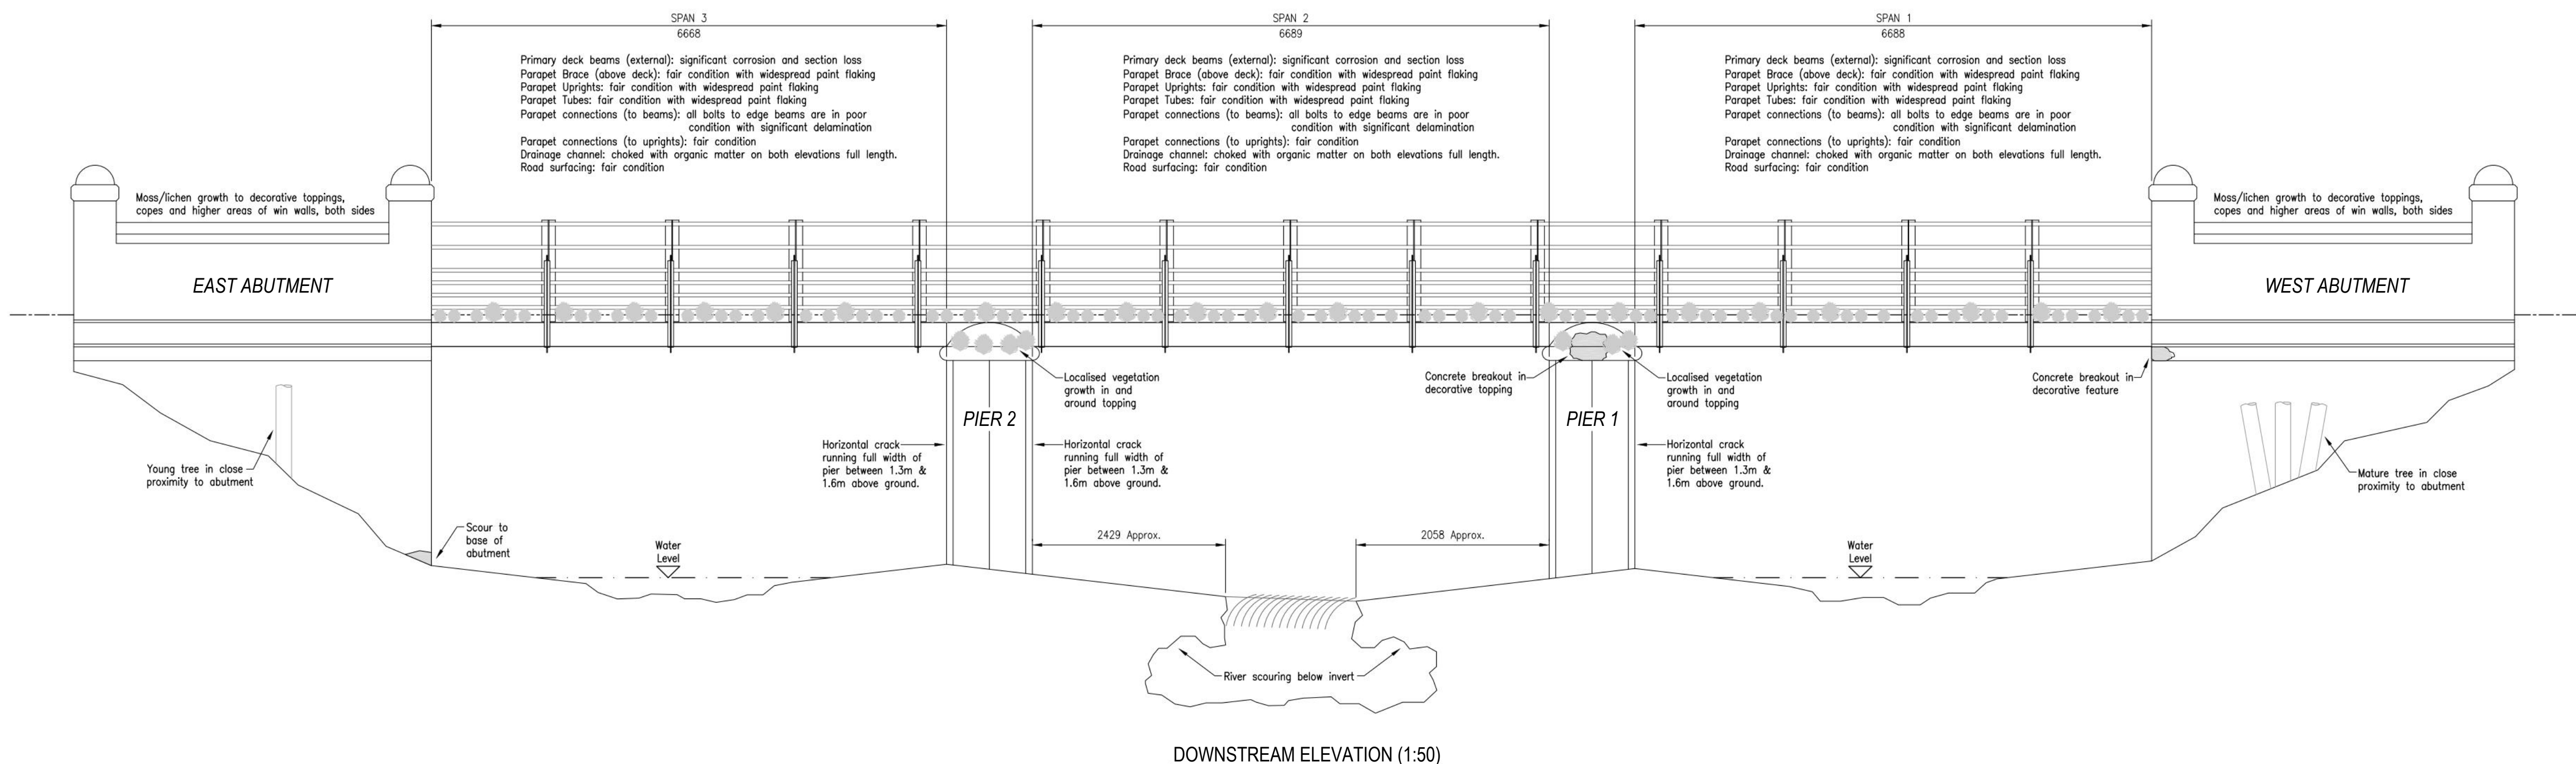 SPAN 3
6668
Primary deck beams (external): significant corrosion and section loss
Parapet Brace (above deck): fair condition with widespread paint flaking
Parapet Uprights: fair condition with widespread paint flaking
Parapet Tubes: fair condition with widespread paint flaking
Parapet connections (to beams): all bolts to edge beams are in poor
condition with significant delamination
Parapet connections (to uprights): fair condition
Drainage channel: choked with organic matter on both elevations full length.
Road surfacing: fair condition
SPAN 2
6689
Primary deck beams (external): significant corrosion and section loss
Parapet Brace (above deck): fair condition with widespread paint flaking
Parapet Uprights: fair condition with widespread paint flaking
Parapet Tubes: fair condition with widespread paint flaking
Parapet connections (to beams): all bolts to edge beams are in poor
condition with significant delamination
Parapet connections (to uprights): fair condition
Drainage channel: choked with organic matter on both elevations full length.
Road surfacing: fair condition
SPAN 1
6688
Primary deck beams (external): significant corrosion and section loss
Parapet Brace (above deck): fair condition with widespread paint flaking
Parapet Uprights: fair condition with widespread paint flaking
Parapet Tubes: fair condition with widespread paint flaking
Parapet connections (to beams): all bolts to edge beams are in poor
condition with significant delamination
Parapet connections (to uprights): fair condition
Drainage channel: choked with organic matter on both elevations full length.
Road surfacing: fair condition
Moss/lichen growth to decorative toppings,
copes and higher areas of win walls, both sides
Moss/lichen growth to decorative toppings,
copes and higher areas of win walls, both sides
EAST ABUTMENT
WEST ABUTMENT
Localised vegetation
growth in and
around topping
Concrete breakout in
decorative topping
Localised vegetation
growth in and
around topping
Concrete breakout in
decorative feature
PIER 2
PIER 1
Horizontal crack
running full width of
pier between 1.3m &
1.6m above ground.
Horizontal crack
running full width of
pier between 1.3m &
1.6m above ground.
Horizontal crack
running full width of
pier between 1.3m &
1.6m above ground.
Young tree in close
proximity to abutment
Mature tree in close
proximity to abutment
Scour to
base of
abutment
Water
Level
2429 Approx.
2058 Approx.
Water
Level
River scouring below invert
DOWNSTREAM ELEVATION (1:50)